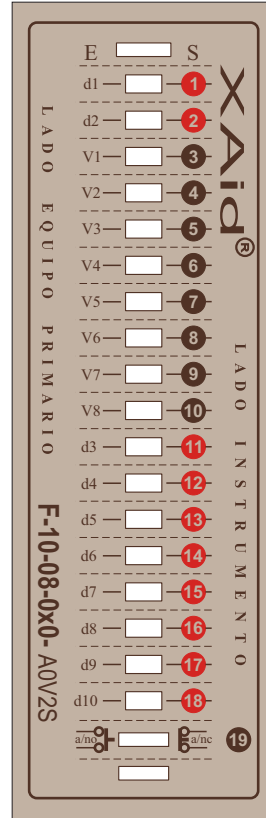 E S
d1 1
d2 2
V1 3
V2 4
V3 5
V4 6
V5 7
V6 8
V7 9
V8 10
d3 11
d4 12
d5 13
d6 14
d7 15
d8 16
d9 17
d10 18
a/no a/nc 19
LADO EQUIPO PRIMARIO
F-10-08-0x0- A0V2S
XAid®
LADO INSTRUMENTO